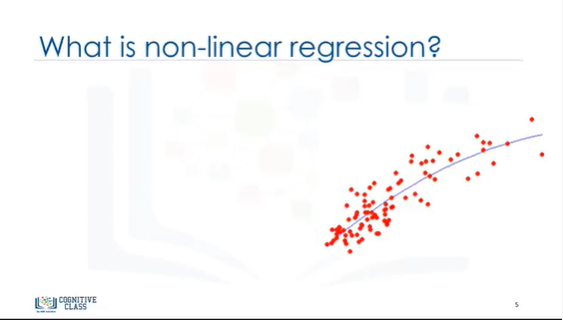 What is non-linear regression?
COGNITIVE
CLASS
5